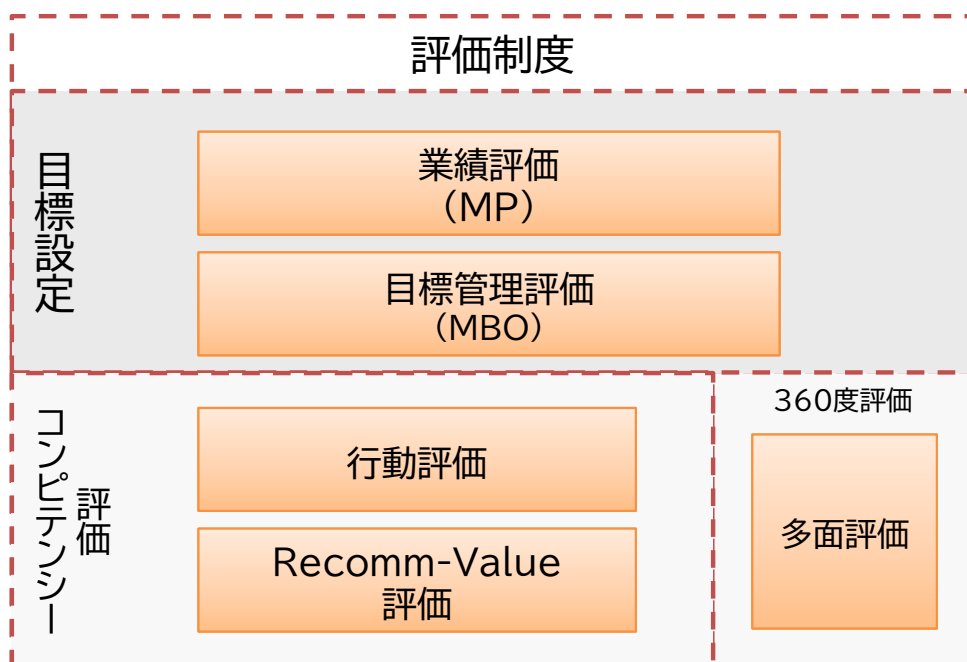 評価制度
目標設定
業績評価
（MP）
目標管理評価
（MBO）
コンピテンシー
評価
行動評価
Recomm-Value
評価
360度評価
多面評価